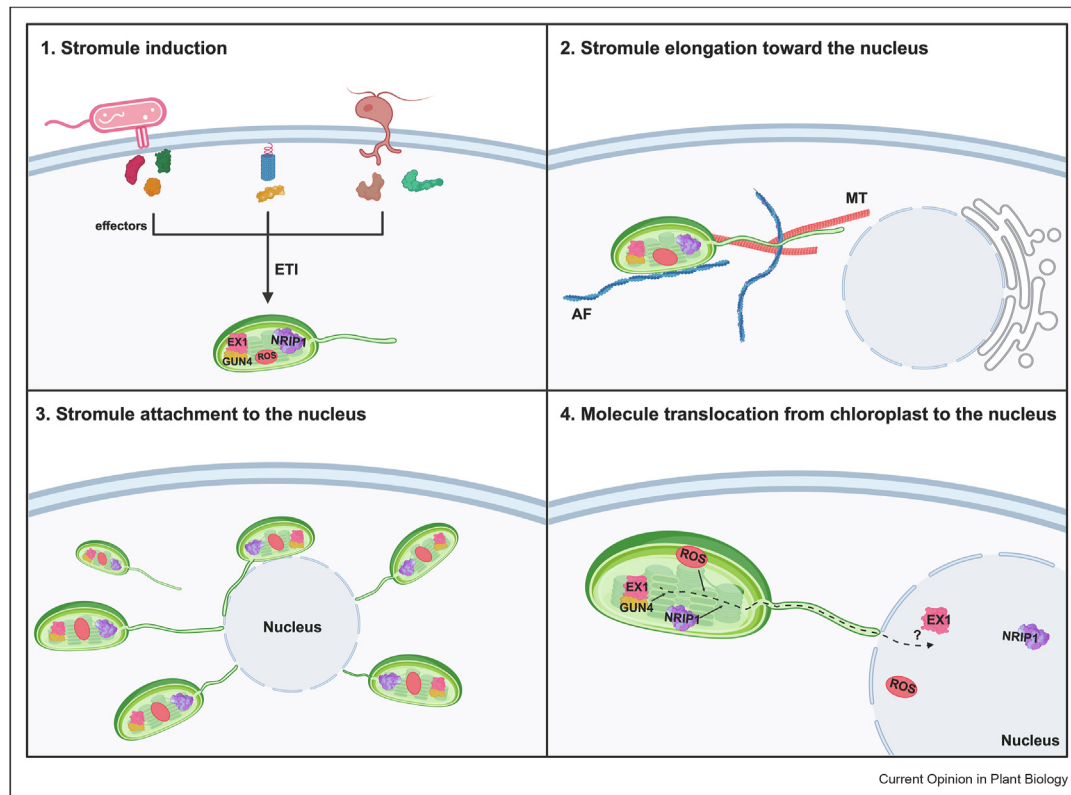 1. Stromule induction
effectors
ETI
EX1
NRIP1
GUN4
ROS
2. Stromule elongation toward the nucleus
MT
AF
3. Stromule attachment to the nucleus
Nucleus
4. Molecule translocation from chloroplast to the nucleus
ROS
EX1
GUN4
NRIP1
?
EX1
NRIP1
ROS
Nucleus
Current Opinion in Plant Biology